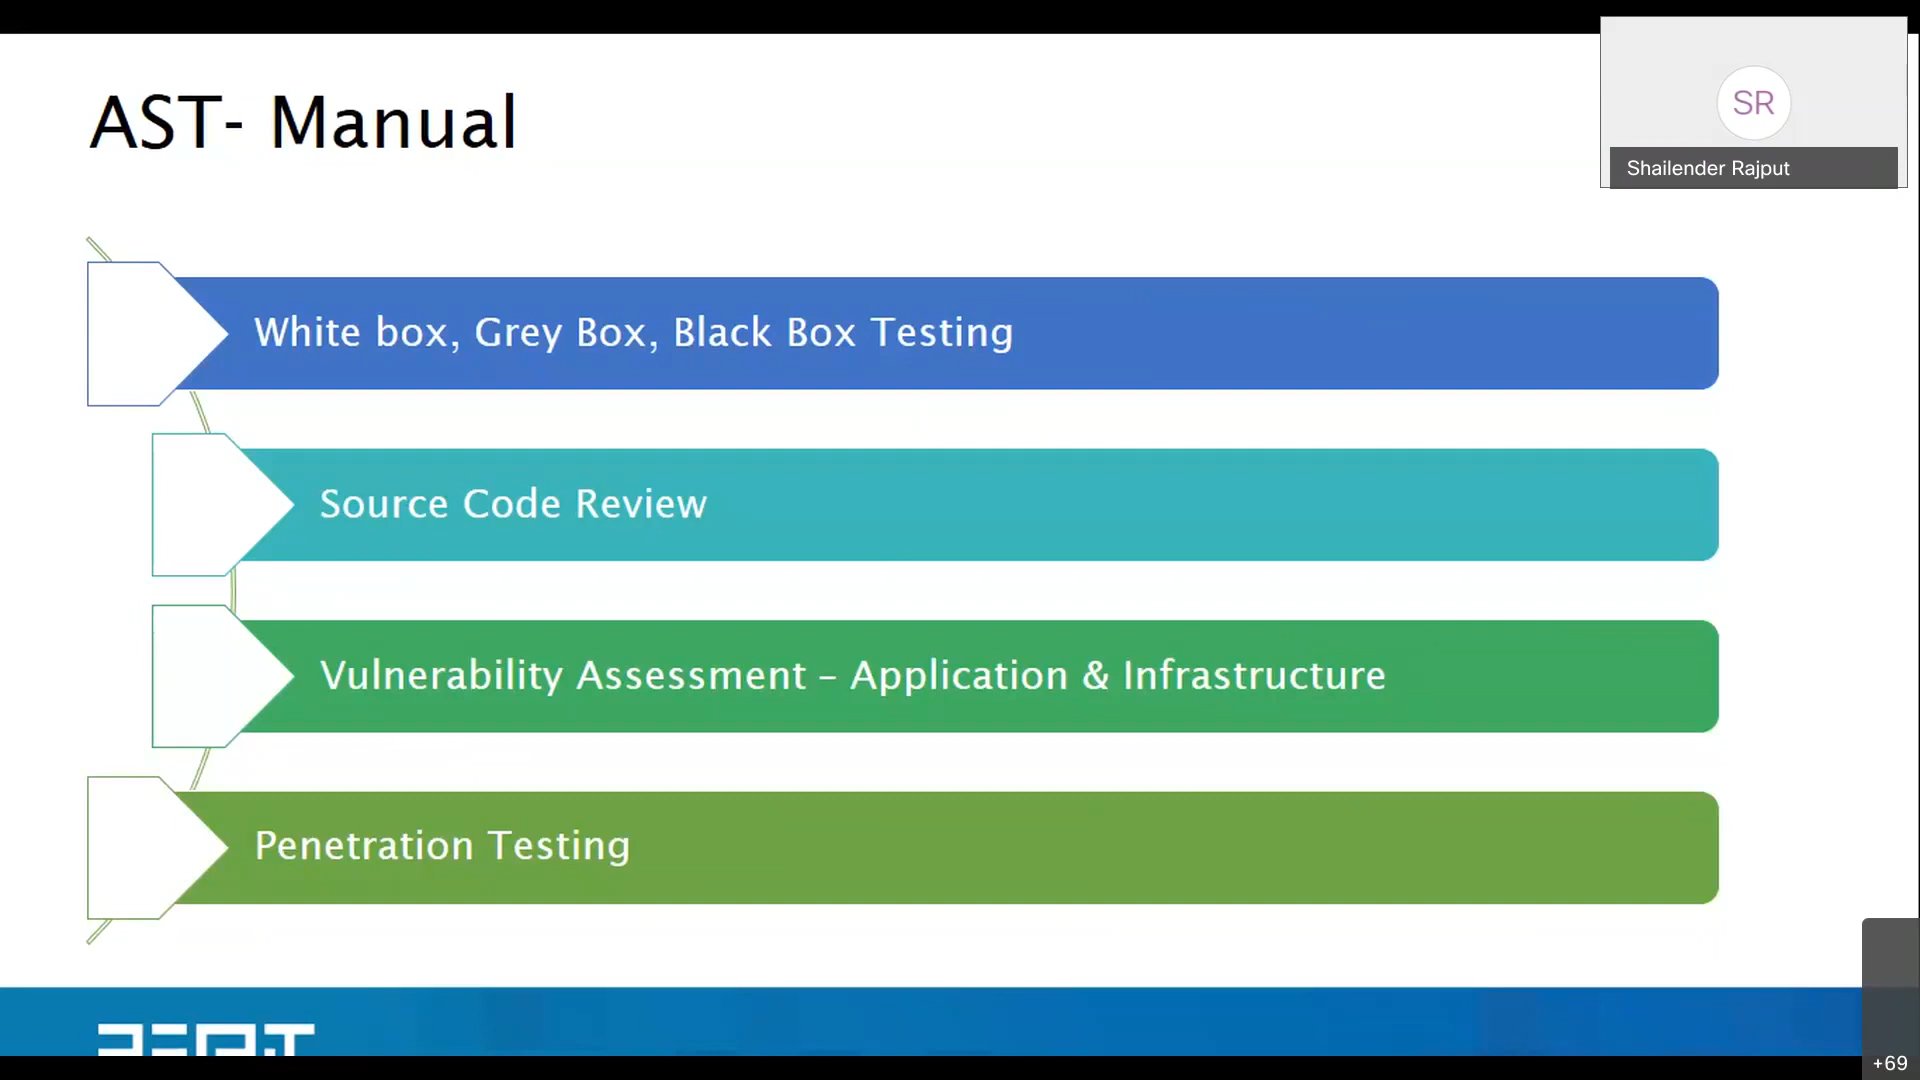 AST- Manual
SR
Shailender Rajput
White box, Grey Box, Black Box Testing
Source Code Review
Vulnerability Assessment – Application & Infrastructure
Penetration Testing
+69